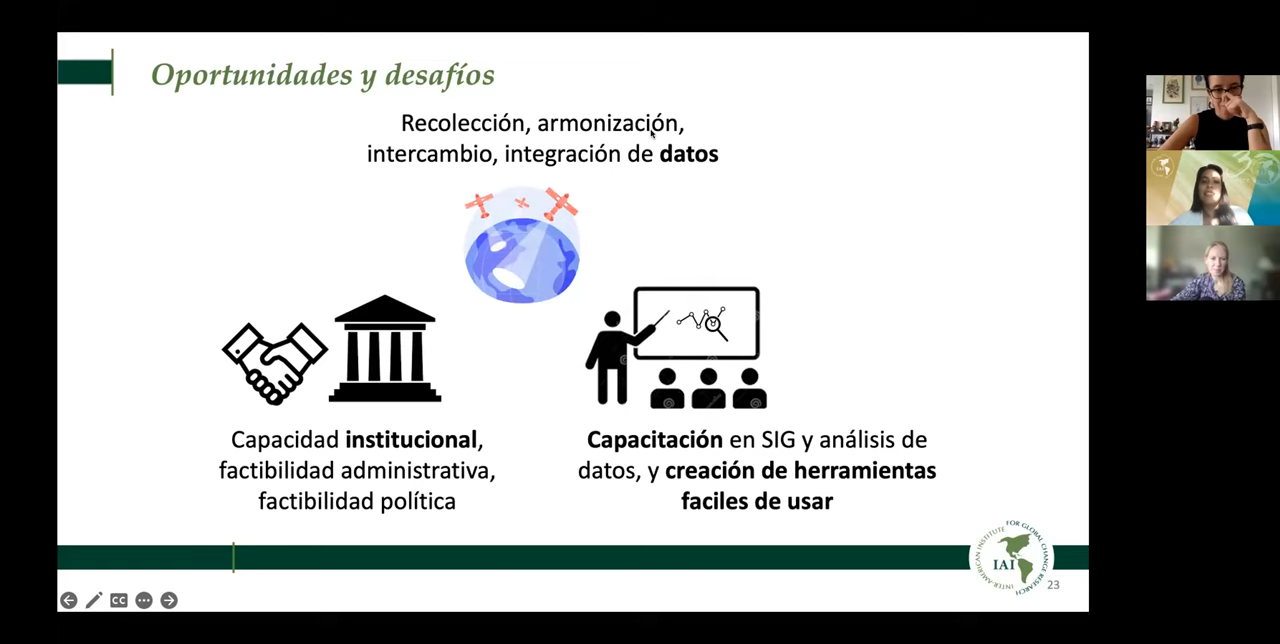 Oportunidades y desafíos
Recolección, armonización,
intercambio, integración de datos
Capacidad institucional,
factibilidad administrativa,
factibilidad política
Capacitación en SIG y análisis de
datos, y creación de herramientas
faciles de usar
INTER-AMERICAN INSTITUTE FOR GLOBAL CHANGE RESEARCH
IAI
23
CC